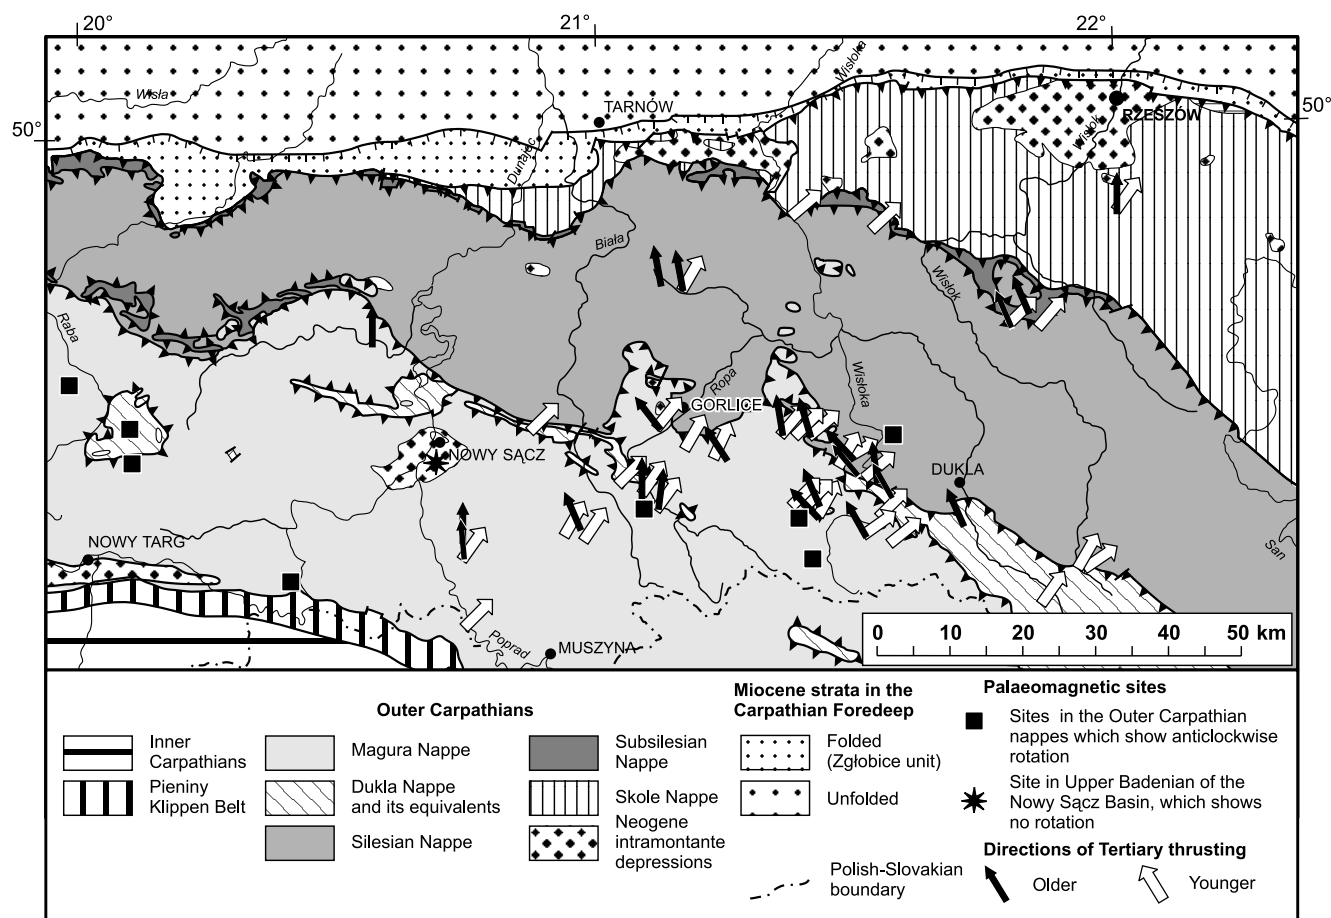 20°
21°
22°
50°
50°
Wisła
Wisłoka
TARNÓW
RZESZÓW
Wisłok
Dunajec
Biała
Wisłok
Raba
Ropa
Wisłoka
GORLICE
NOWY SĄCZ
DUKLA
NOWY TARG
San
Poprad
MUSZYNA
0 10 20 30 40 50 km
Outer Carpathians
Inner
Carpathians
Pieniny
Klippen Belt
Magura Nappe
Dukla Nappe
and its equivalents
Silesian Nappe
Subsilesian
Nappe
Skole Nappe
Neogene
intramontante
depressions
Miocene strata in the
Carpathian Foredeep
Folded
(Zgłobice unit)
Unfolded
Polish-Slovakian
boundary
Palaeomagnetic sites
Sites in the Outer Carpathian
nappes which show anticlockwise
rotation
Site in Upper Badenian of the
Nowy Sącz Basin, which shows
no rotation
Directions of Tertiary thrusting
Older
Younger